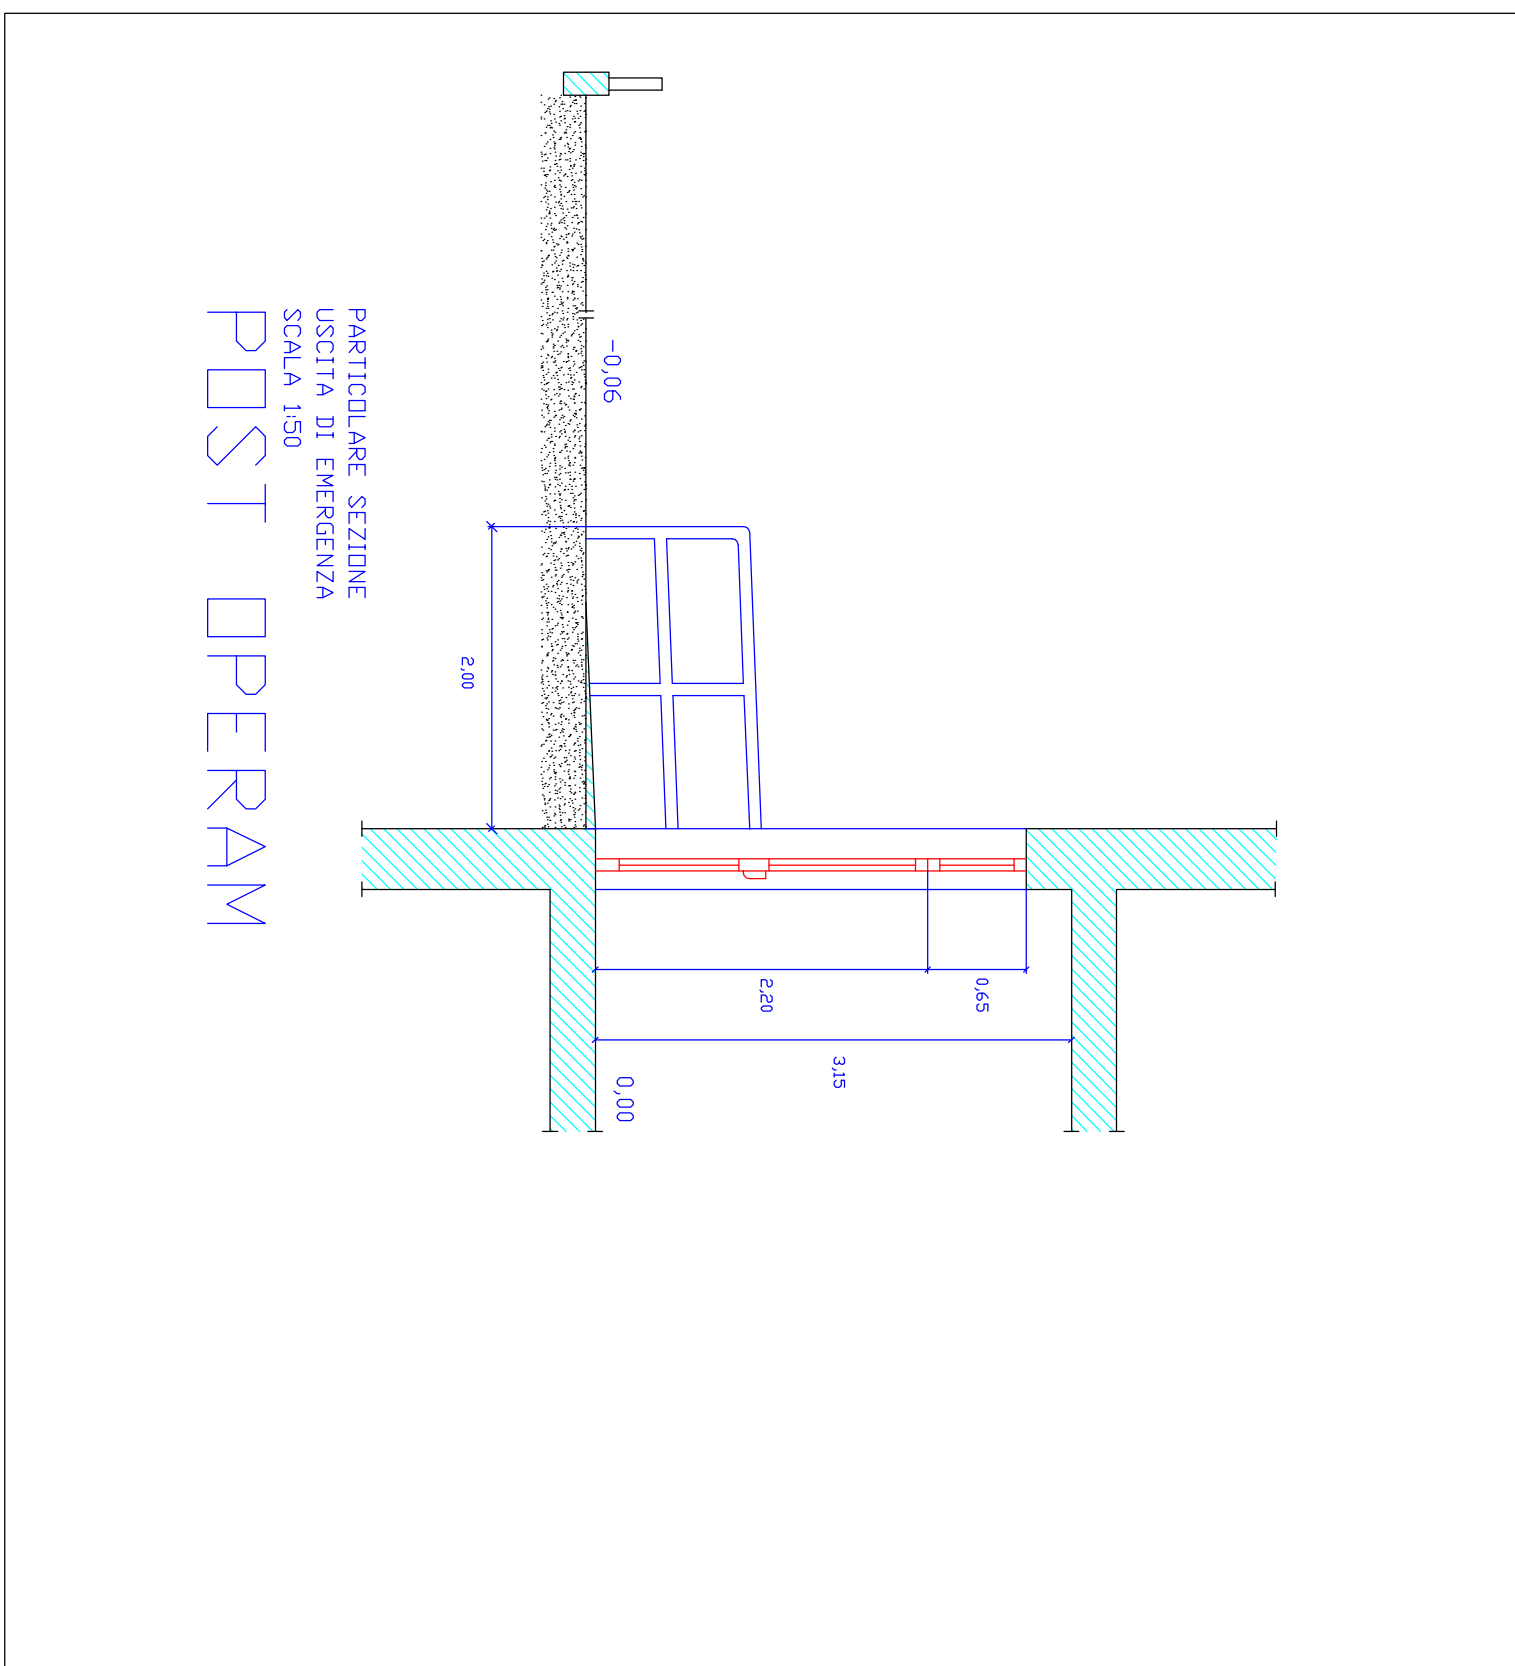 0,65
2,20
3,15
0,00
-0,06
2,00
PARTICOLARE SEZIONE
USCITA DI EMERGENZA
SCALA 1:50
POST OPERAM